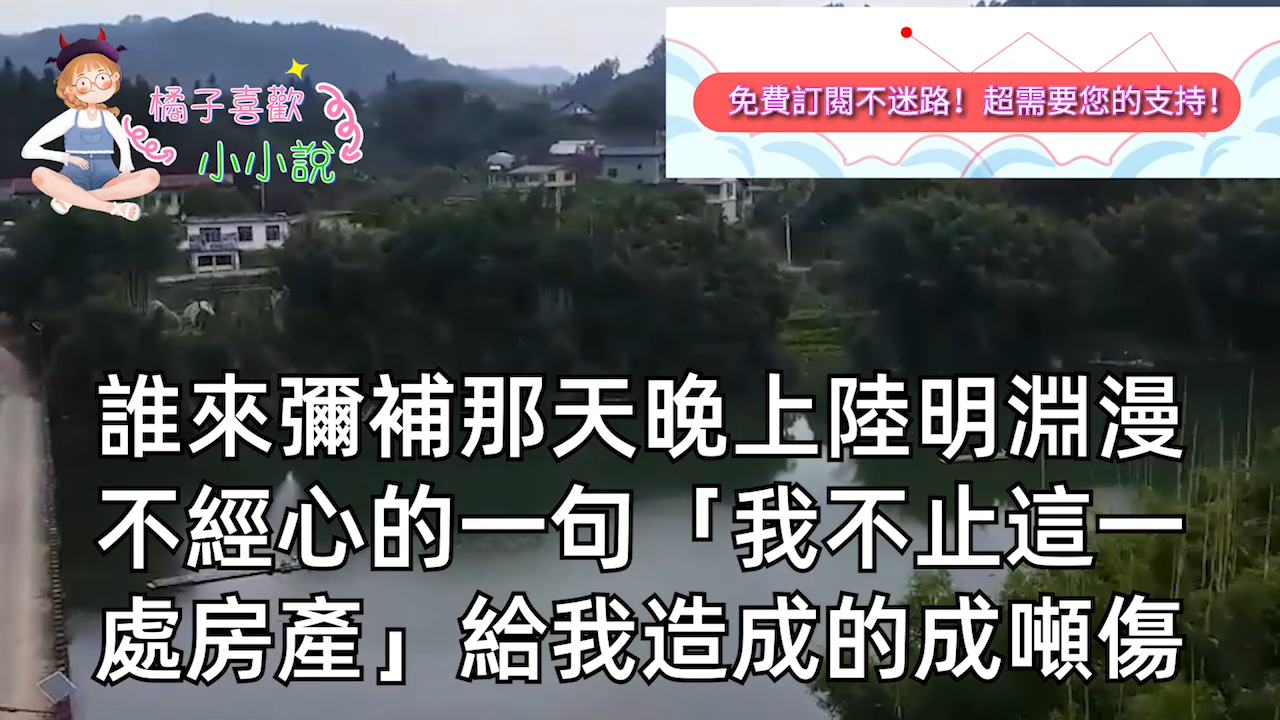 橘子喜歡
小小說
免費訂閱不迷路！超需要您的支持！
誰來彌補那天晚上陸明淵漫
不經心的一句「我不止這一
處房產」給我造成的成噸傷